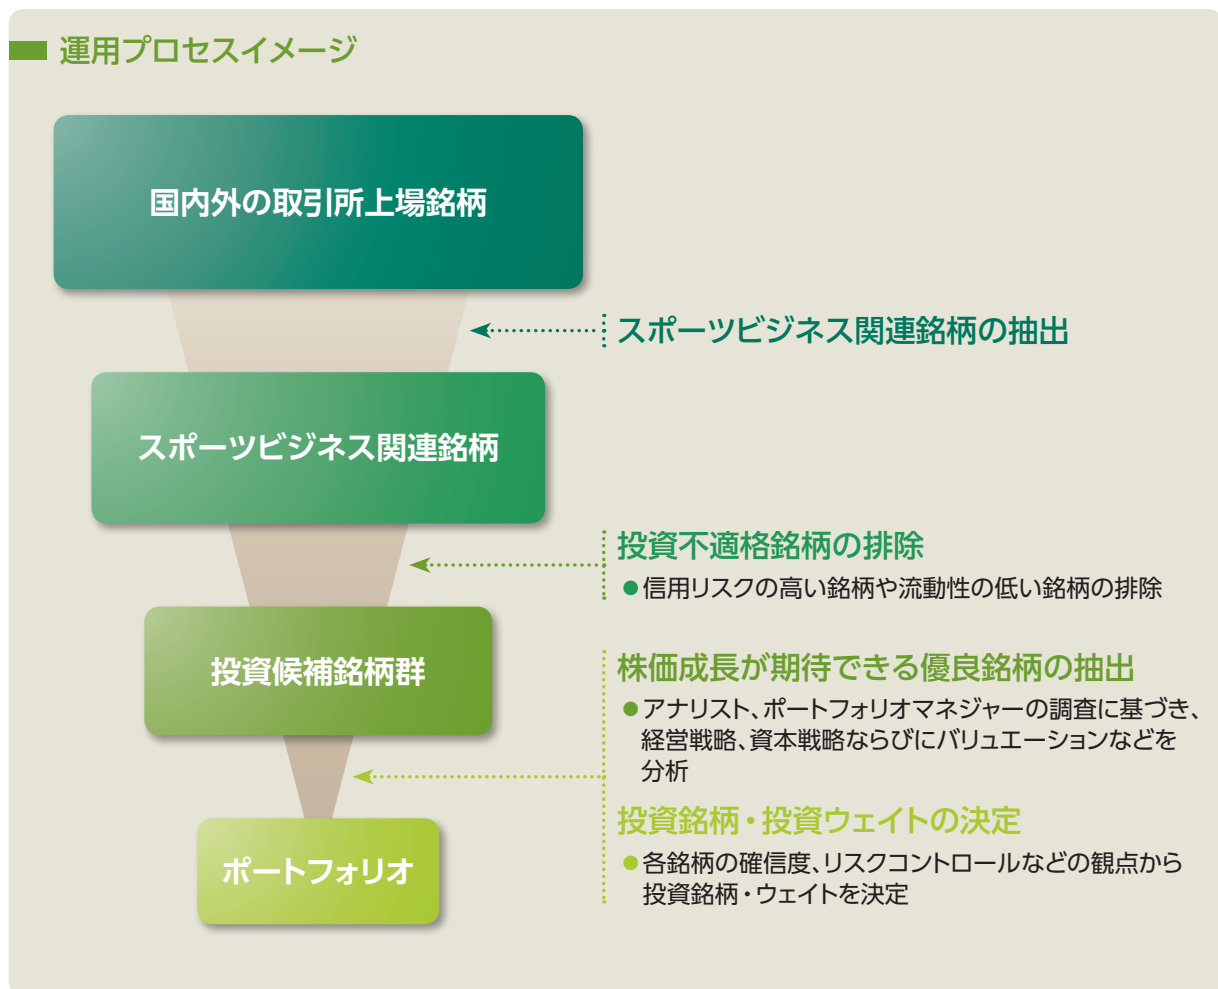 運用プロセスイメージ
国内外の取引所上場銘柄
スポーツビジネス関連銘柄の抽出
スポーツビジネス関連銘柄
投資不適格銘柄の排除
●信用リスクの高い銘柄や流動性の低い銘柄の排除
投資候補銘柄群
株価成長が期待できる優良銘柄の抽出
●アナリスト、ポートフォリオマネジャーの調査に基づき、
経営戦略、資本戦略ならびにバリュエーションなどを
分析
投資銘柄・投資ウェイトの決定
●各銘柄の確信度、リスクコントロールなどの観点から
投資銘柄・ウェイトを決定
ポートフォリオ